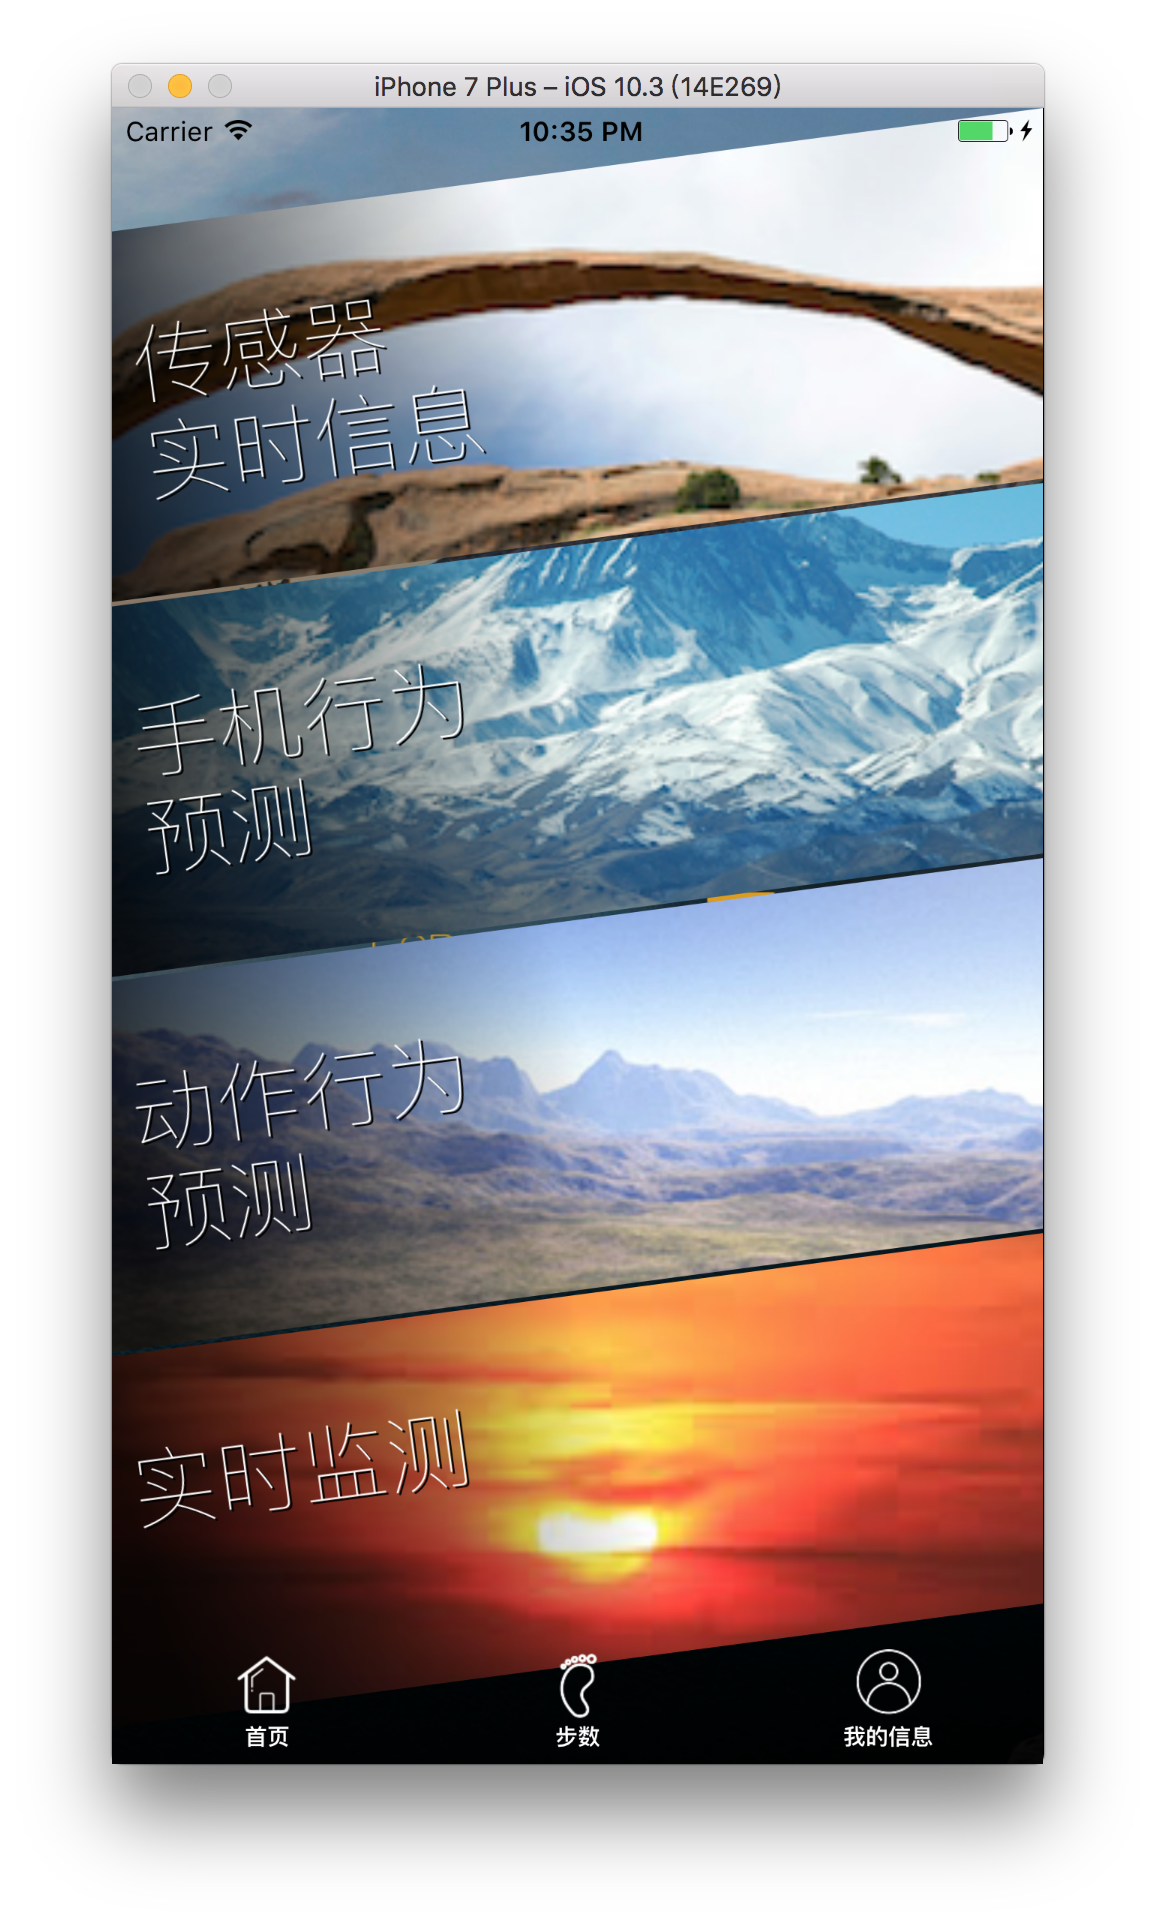 iPhone 7 Plus – iOS 10.3 (14E269)
Carrier
10:35 PM
传感器
实时信息
手机行为
预测
动作行为
预测
实时监测
首页
步数
我的信息